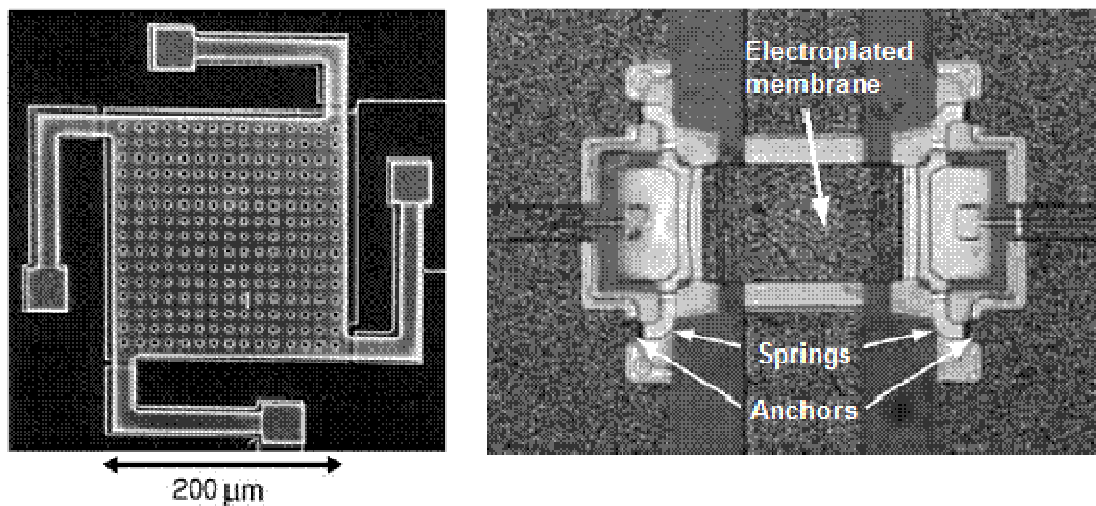 200 μm
Electroplated
membrane
Springs
Anchors